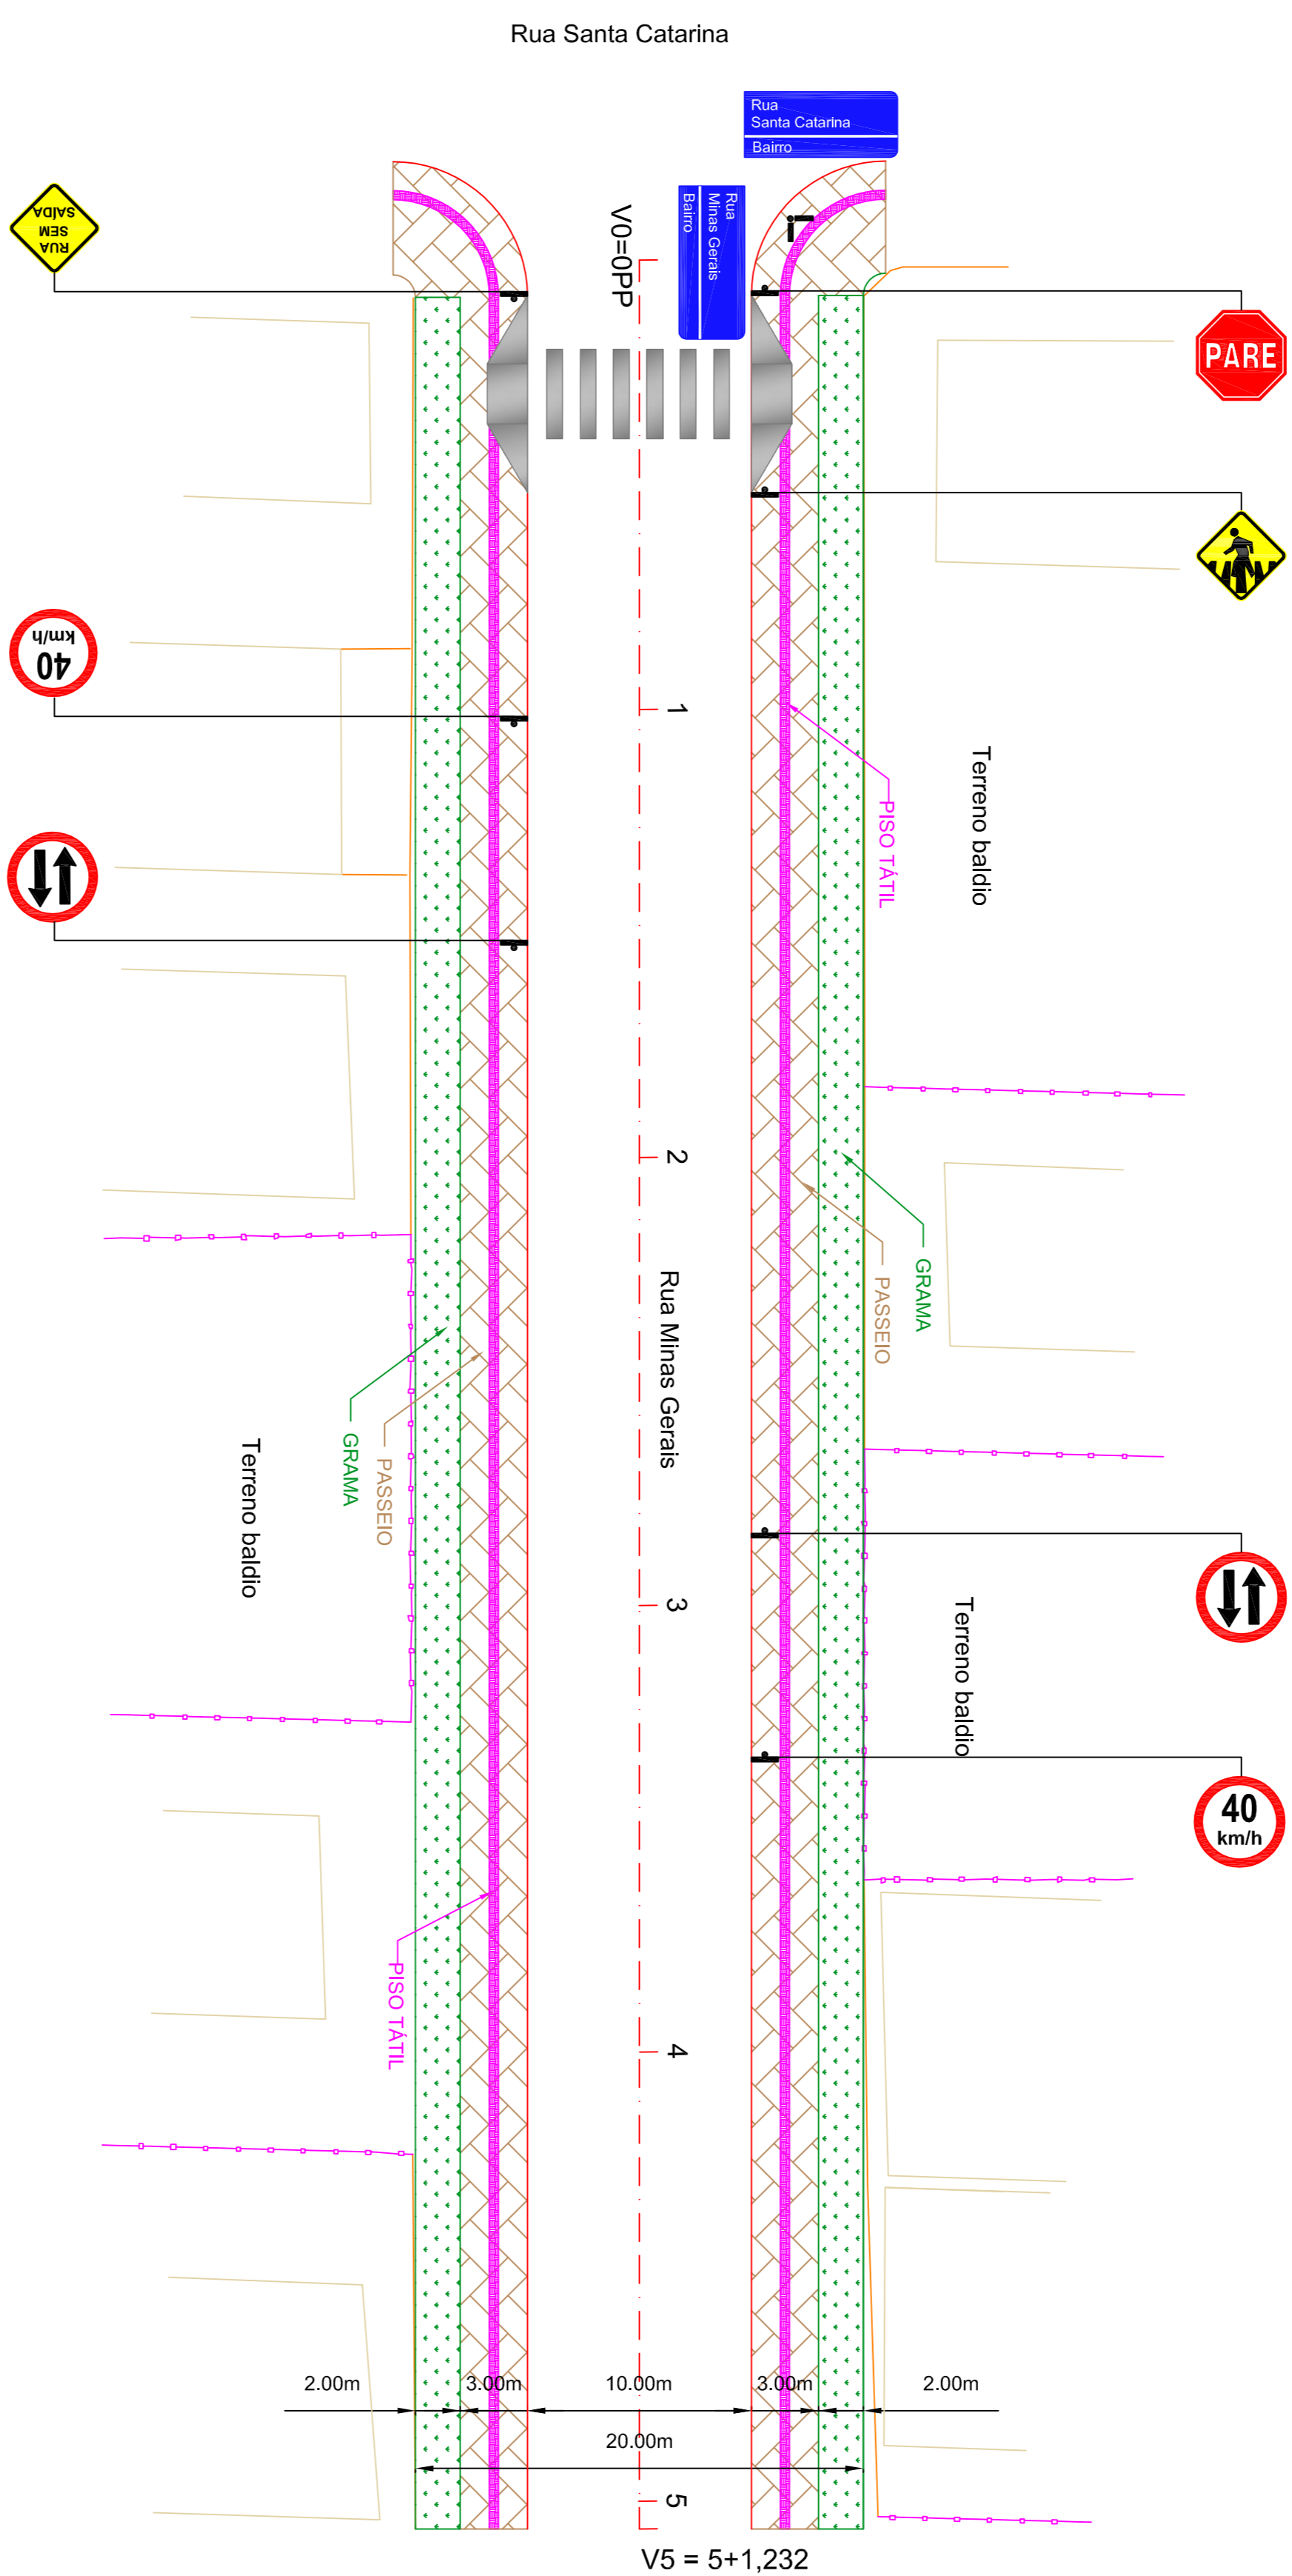 Rua Santa Catarina
Rua
Santa Catarina
Bairro
Rua
Minas Gerais
Bairro
V0=0PP
RUA
SEM
SAÍDA
PARE
40
km/h
1
PISO TÁTIL
Terreno baldio
2
GRAMA
PASSEIO
Rua Minas Gerais
GRAMA
PASSEIO
Terreno baldio
3
Terreno baldio
40
km/h
PISO TÁTIL
4
2.00m
3.00m
10.00m
3.00m
2.00m
20.00m
5
V5 = 5+1,232